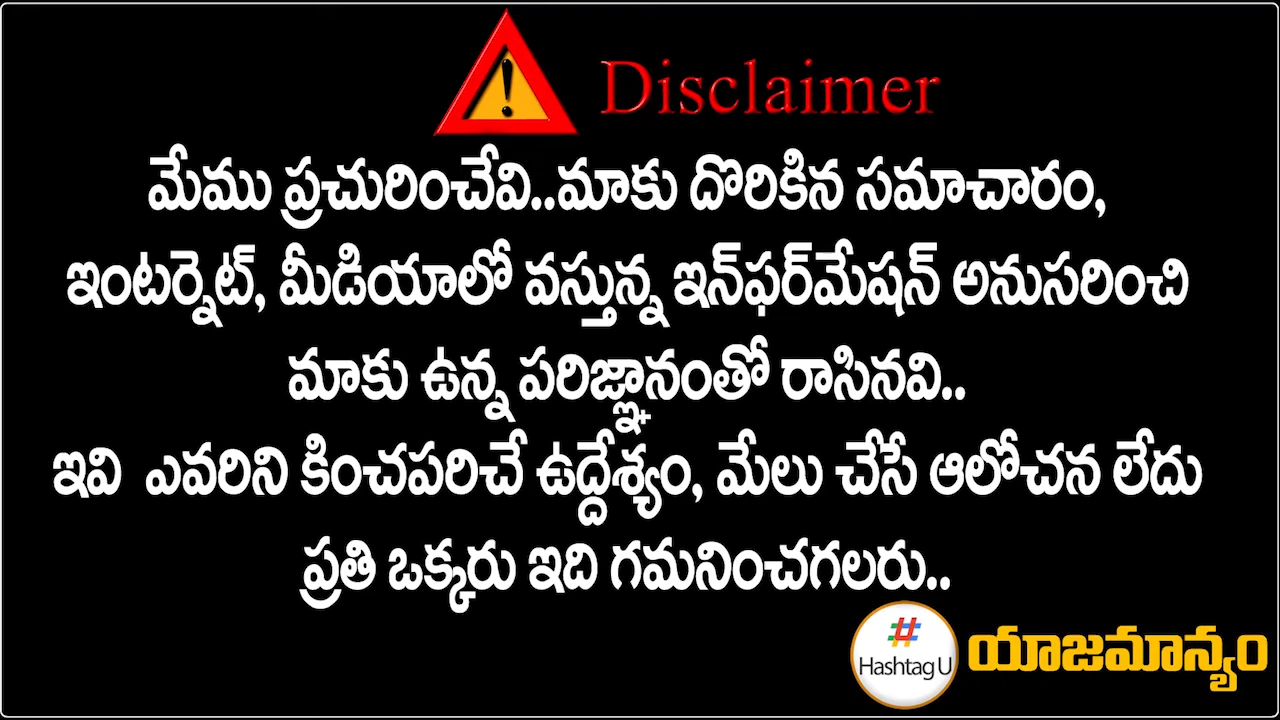 Disclaimer
మేము ప్రచురించేవి..మాకు దొరికిన సమాచారం,
ఇంటర్నెట్, మీడియాలో వస్తున్న ఇన్‌ఫర్‌మేషన్ అనుసరించి
మాకు ఉన్న పరిజ్ఞానంతో రాసినవి..
ఇవి ఎవరిని కించపరిచే ఉద్దేశ్యం, మేలు చేసే ఆలోచన లేదు
ప్రతి ఒక్కరు ఇది గమనించగలరు..
#
Hashtag U
యాజమాన్యం